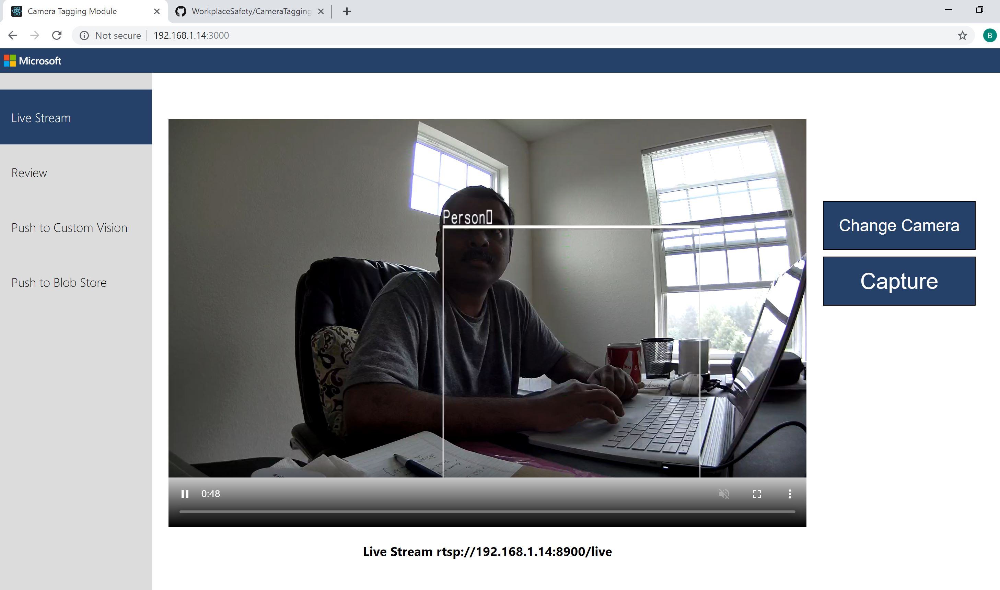 Camera Tagging Module
WorkplaceSafety/CameraTagging
Not secure
192.168.1.14:3000
B
Microsoft
Live Stream
Review
Push to Custom Vision
Push to Blob Store
Person
You &
Change Camera
Capture
0:48
Live Stream rtsp://192.168.1.14:8900/live